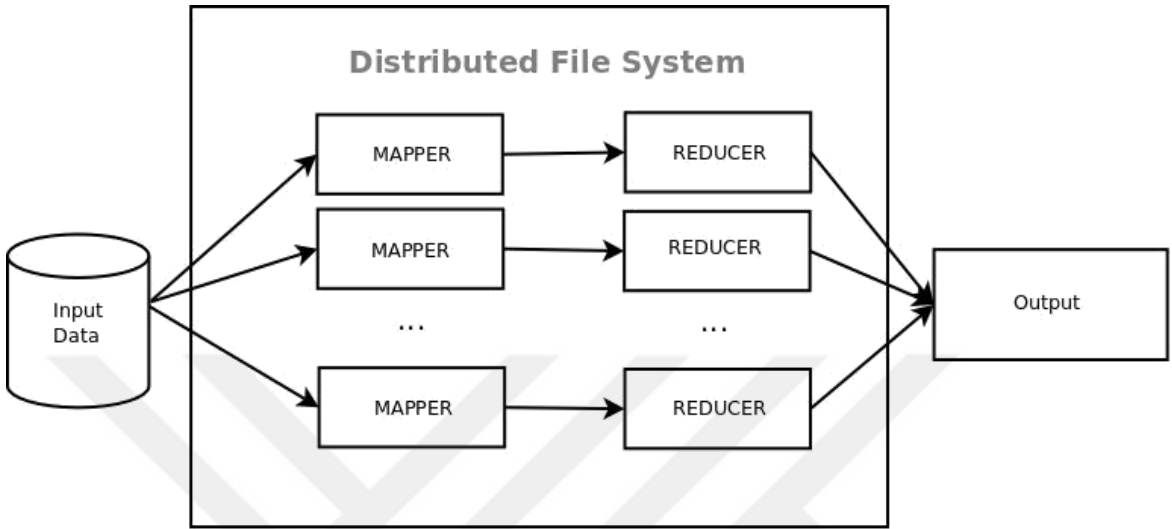 Distributed File System
MAPPER
REDUCER
MAPPER
REDUCER
Input
Data
Output
...
...
MAPPER
REDUCER